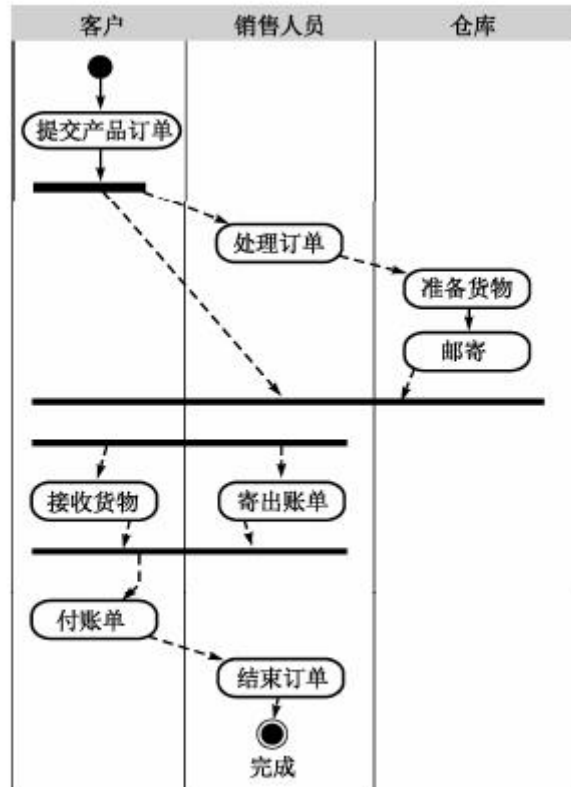 客户 销售人员 仓库
提交产品订单
处理订单
准备货物
邮寄
接收货物 寄出账单
付账单
结束订单
完成